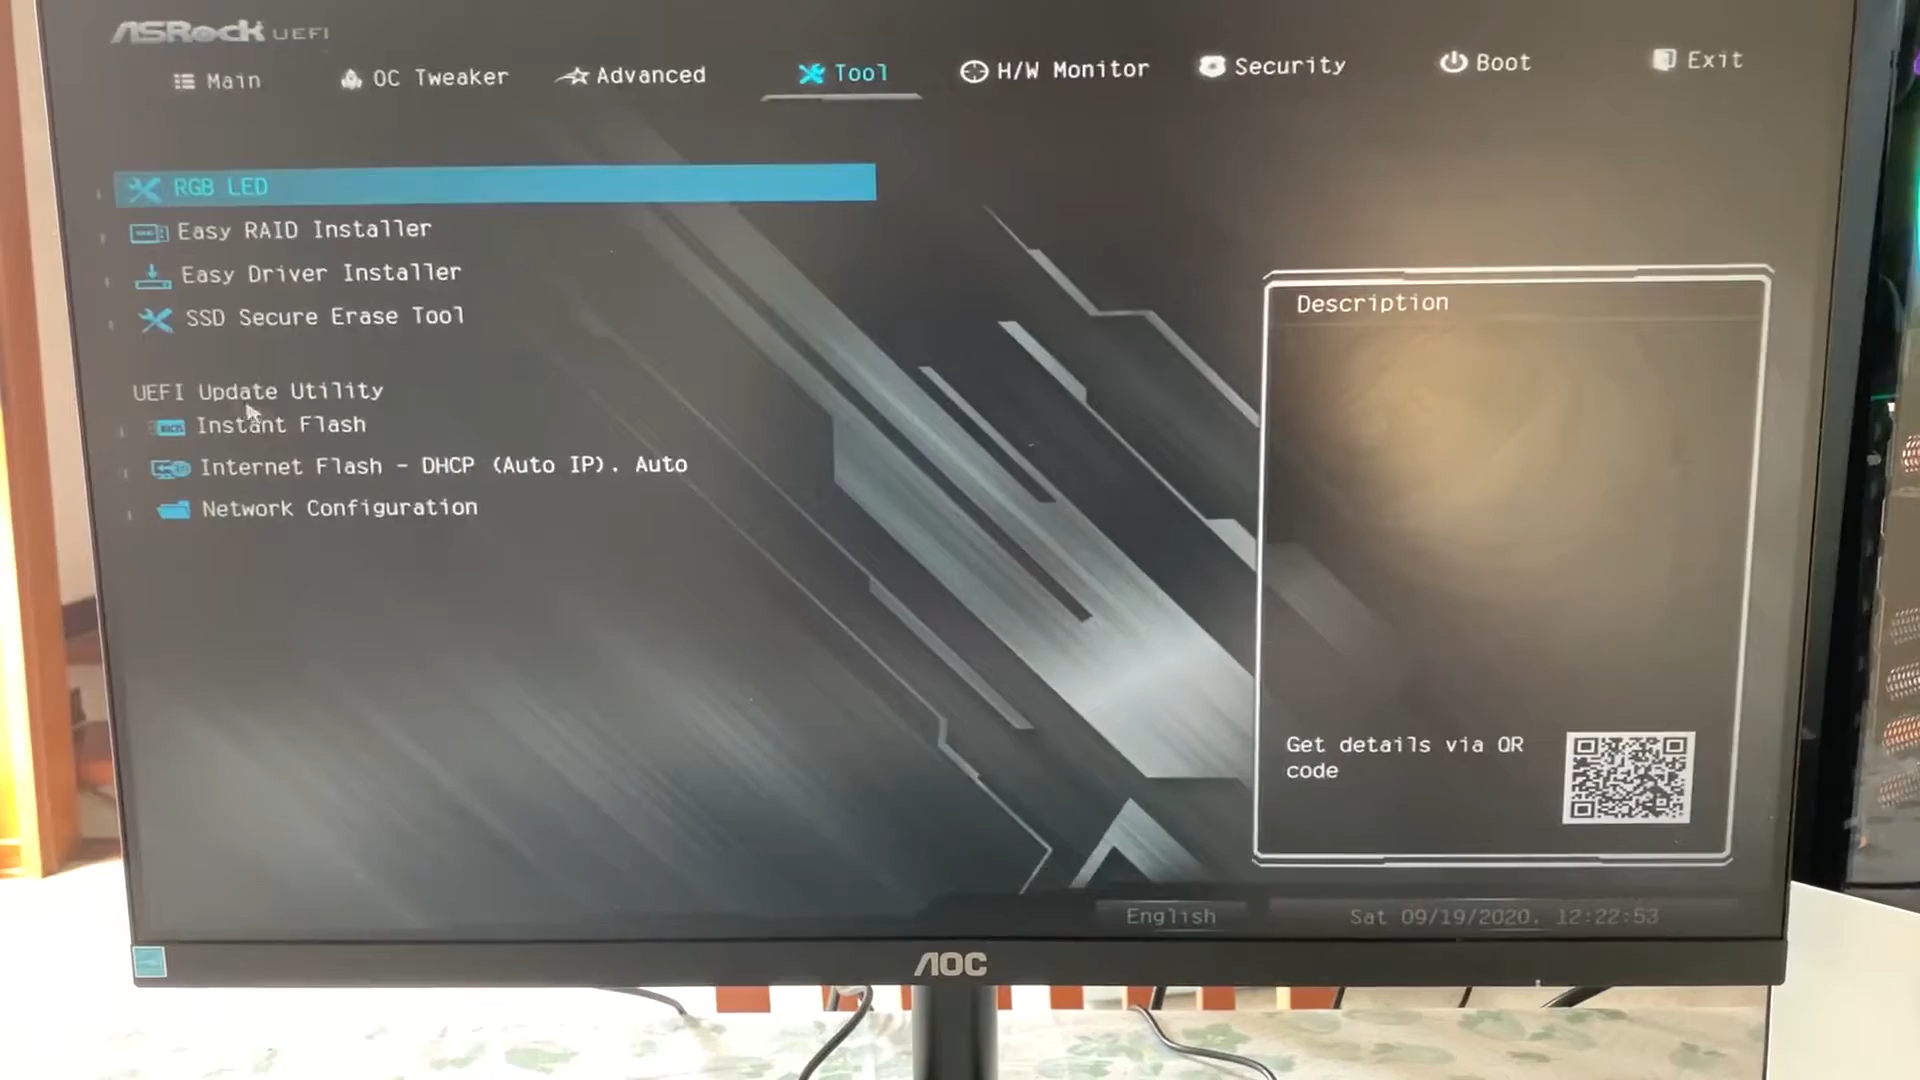 ASRock UEFI
Main OC Tweaker Advanced Tool H/W Monitor Security Boot Exit
RGB LED
Easy RAID Installer
Easy Driver Installer
SSD Secure Erase Tool
UEFI Update Utility
Instant Flash
Internet Flash - DHCP (Auto IP). Auto
Network Configuration
Description
Get details via QR
code
English
Sat 09/19/2020. 12:22:53
AOC